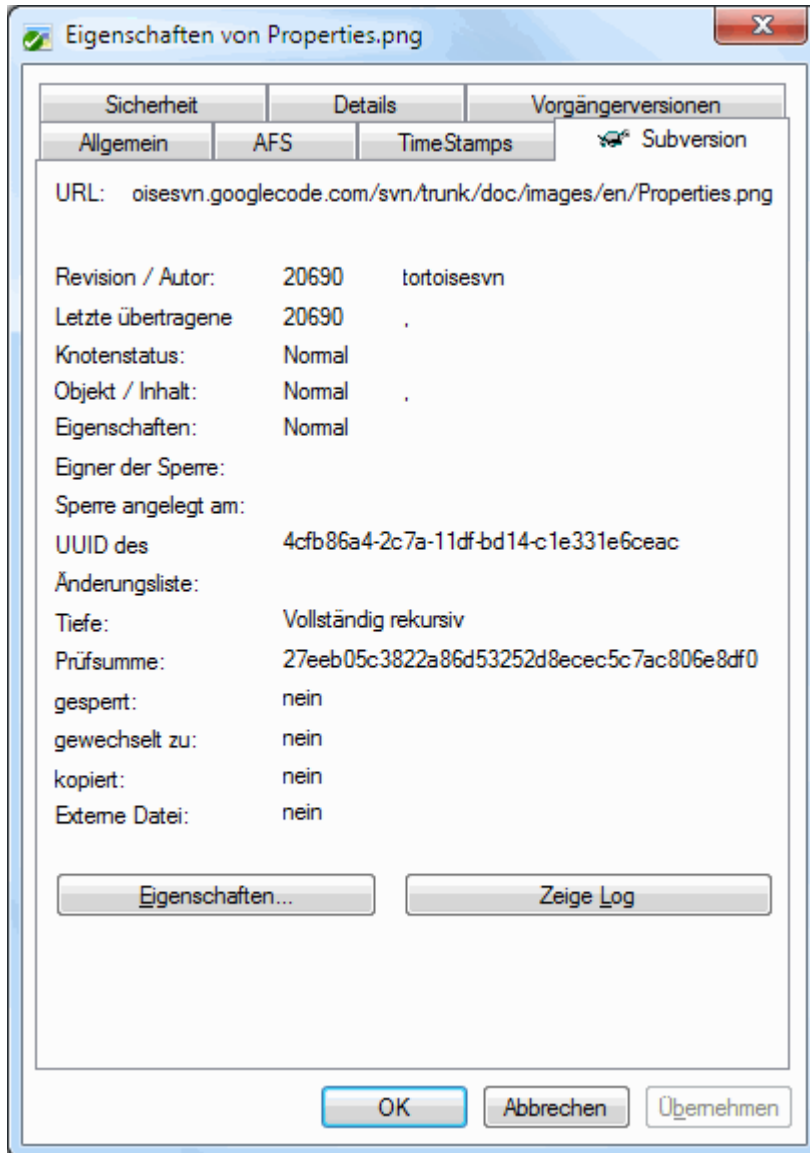 Eigenschaften von Properties.png
Sicherheit Details Vorgängerversionen
Allgemein AFS TimeStamps Subversion
URL: oisesvn.googlecode.com/svn/trunk/doc/images/en/Properties.png
Revision / Autor: 20690 tortoisesvn
Letzte übertragene 20690 ,
Knotenstatus: Normal
Objekt / Inhalt: Normal ,
Eigenschaften: Normal
Eigner der Sperre:
Sperre angelegt am:
UUID des 4cfb86a4-2c7a-11df-bd14-c1e331e6ceac
Änderungsliste:
Tiefe: Vollständig rekursiv
Prüfsumme: 27eeb05c3822a86d53252d8ecec5c7ac806e8df0
gesperrt: nein
gewechselt zu: nein
kopiert: nein
Externe Datei: nein
Eigenschaften... Zeige Log
OK Abbrechen Übernehmen